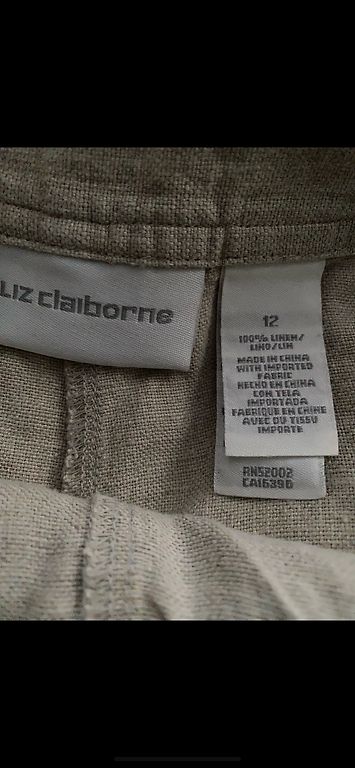 LIZ claiborne
12
100% LINEN/
LINO/LIN
MADE IN CHINA
WITH IMPORTED
FABRIC
HECHO EN CHINA
CON TELA
IMPORTADA
FABRIQUE EN CHINE
AVEC DU TISSU
IMPORTE
RN52002
CA16390